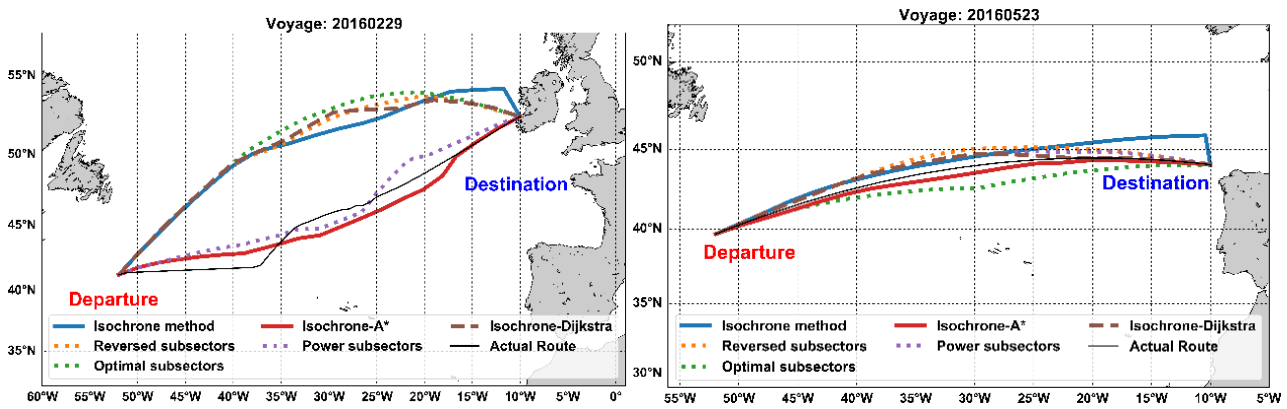 Voyage: 20160229
55°N
50°N
45°N
40°N
35°N
Destination
Departure
Isochrone method
Isochrone-A*
Isochrone-Dijkstra
Reversed subsectors
Power subsectors
Actual Route
Optimal subsectors
60°W 55°W 50°W 45°W 40°W 35°W 30°W 25°W 20°W 15°W 10°W 5°W 0°
Voyage: 20160523
50°N
45°N
40°N
35°N
30°N
Destination
Departure
Isochrone method
Isochrone-A*
Isochrone-Dijkstra
Reversed subsectors
Power subsectors
Actual Route
Optimal subsectors
55°W 50°W 45°W 40°W 35°W 30°W 25°W 20°W 15°W 10°W 5°W